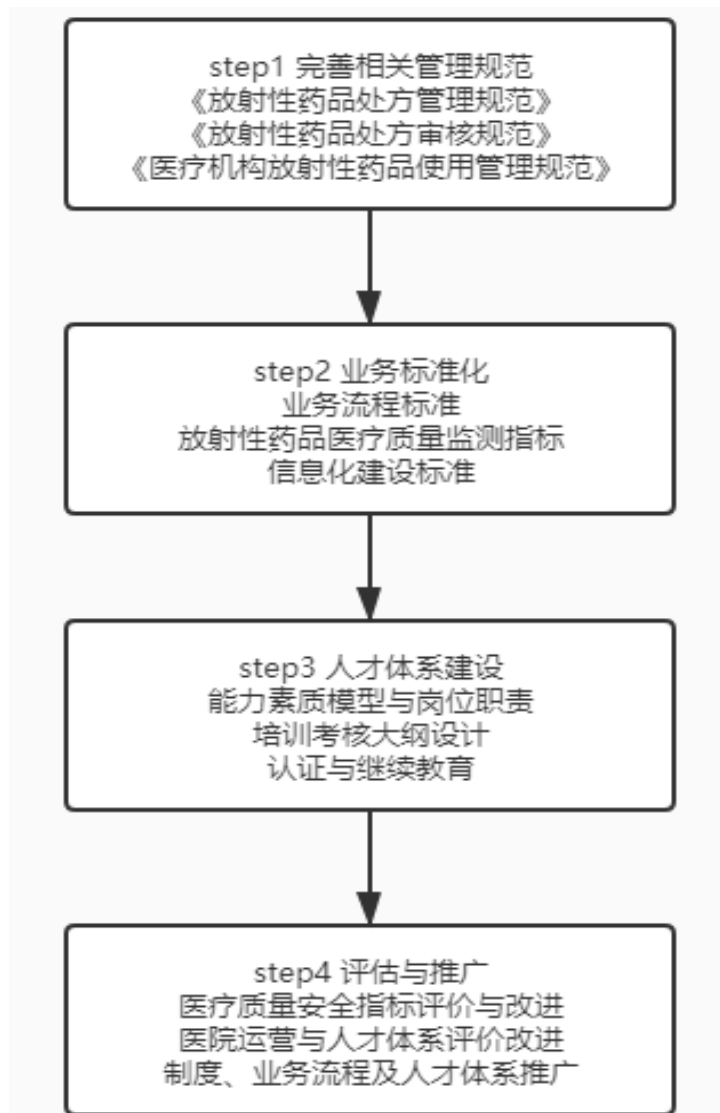 step1 完善相关管理规范
《放射性药品处方管理规范》
《放射性药品处方审核规范》
《医疗机构放射性药品使用管理规范》
step2 业务标准化
业务流程标准
放射性药品医疗质量监测指标
信息化建设标准
step3 人才体系建设
能力素质模型与岗位职责
培训考核大纲设计
认证与继续教育
step4 评估与推广
医疗质量安全指标评价与改进
医院运营与人才体系评价改进
制度、业务流程及人才体系推广